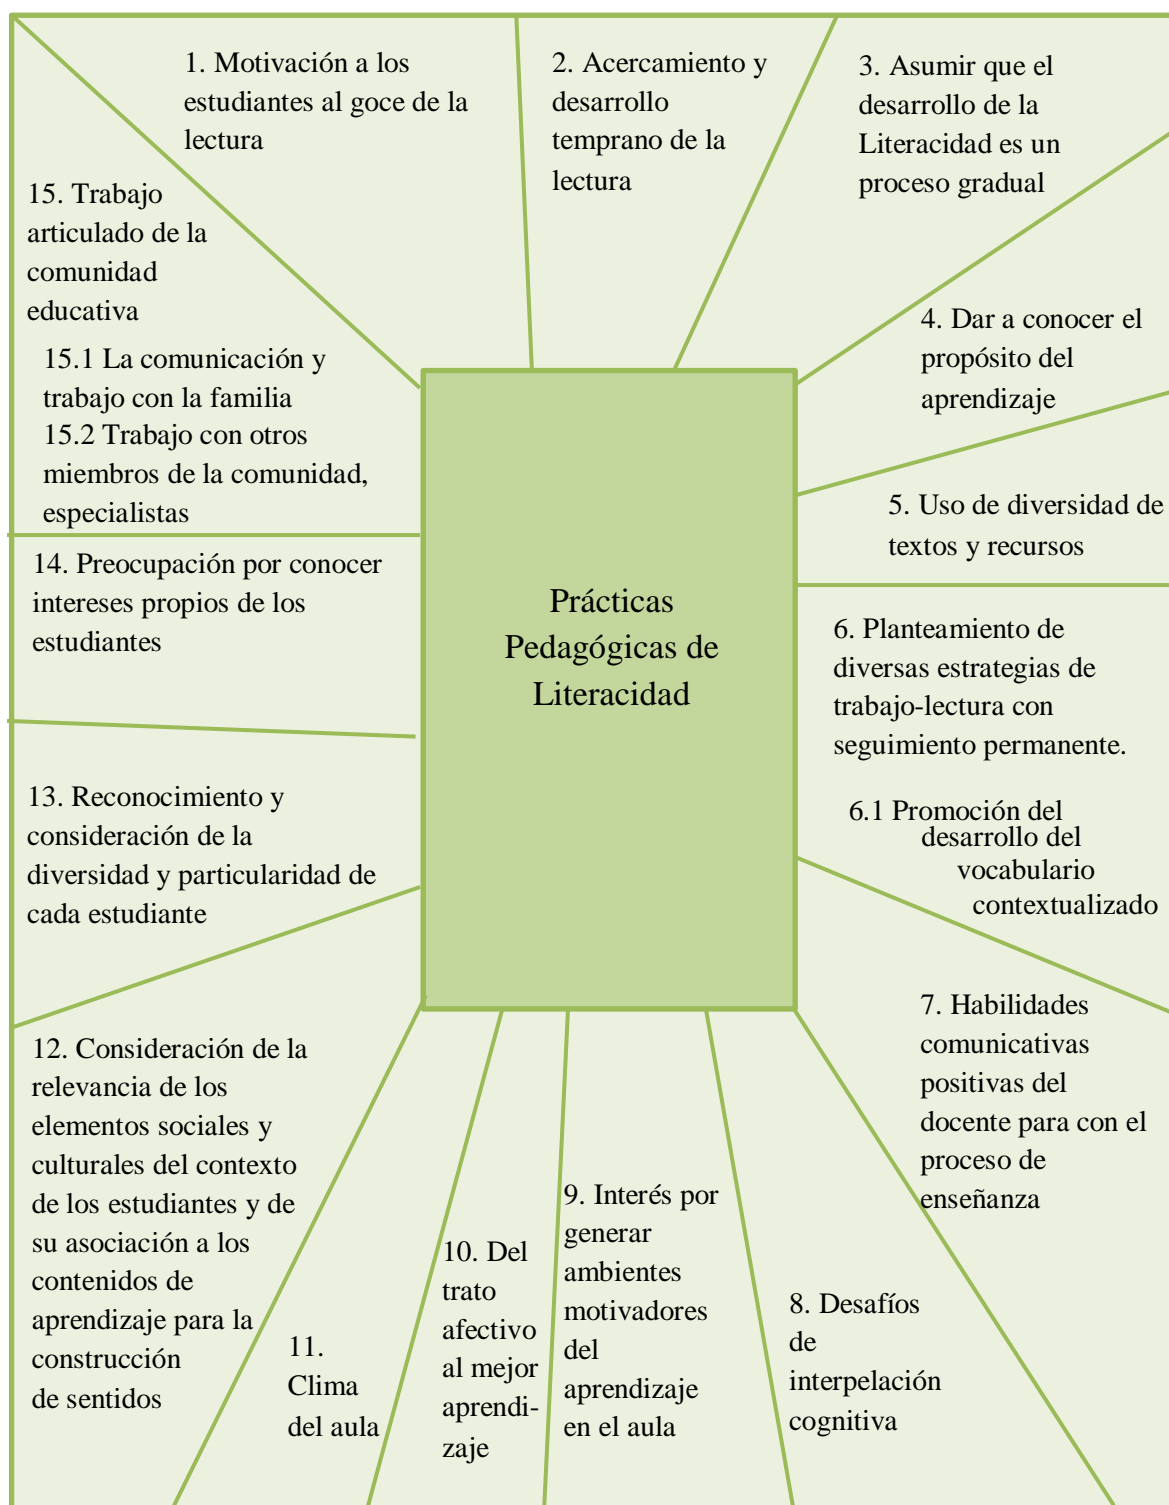 1. Motivación a los
estudiantes al goce de la
lectura
2. Acercamiento y
desarrollo
temprano de la
lectura
3. Asumir que el
desarrollo de la
Literacidad es un
proceso gradual
4. Dar a conocer el
propósito del
aprendizaje
5. Uso de diversidad de
textos y recursos
6. Planteamiento de
diversas estrategias de
trabajo-lectura con
seguimiento permanente.
6.1 Promoción del
desarrollo del
vocabulario
contextualizado
7. Habilidades
comunicativas
positivas del
docente para con el
proceso de
enseñanza
8. Desafíos
de
interpelación
cognitiva
9. Interés por
generar
ambientes
motivadores
del
aprendizaje
en el aula
10. Del
trato
afectivo
al mejor
aprendi-
zaje
11.
Clima
del aula
12. Consideración de la
relevancia de los
elementos sociales y
culturales del contexto
de los estudiantes y de
su asociación a los
contenidos de
aprendizaje para la
construcción
de sentidos
13. Reconocimiento y
consideración de la
diversidad y particularidad de
cada estudiante
14. Preocupación por conocer
intereses propios de los
estudiantes
15. Trabajo
articulado de la
comunidad
educativa
15.1 La comunicación y
trabajo con la familia
15.2 Trabajo con otros
miembros de la comunidad,
especialistas
Prácticas
Pedagógicas de
Literacidad